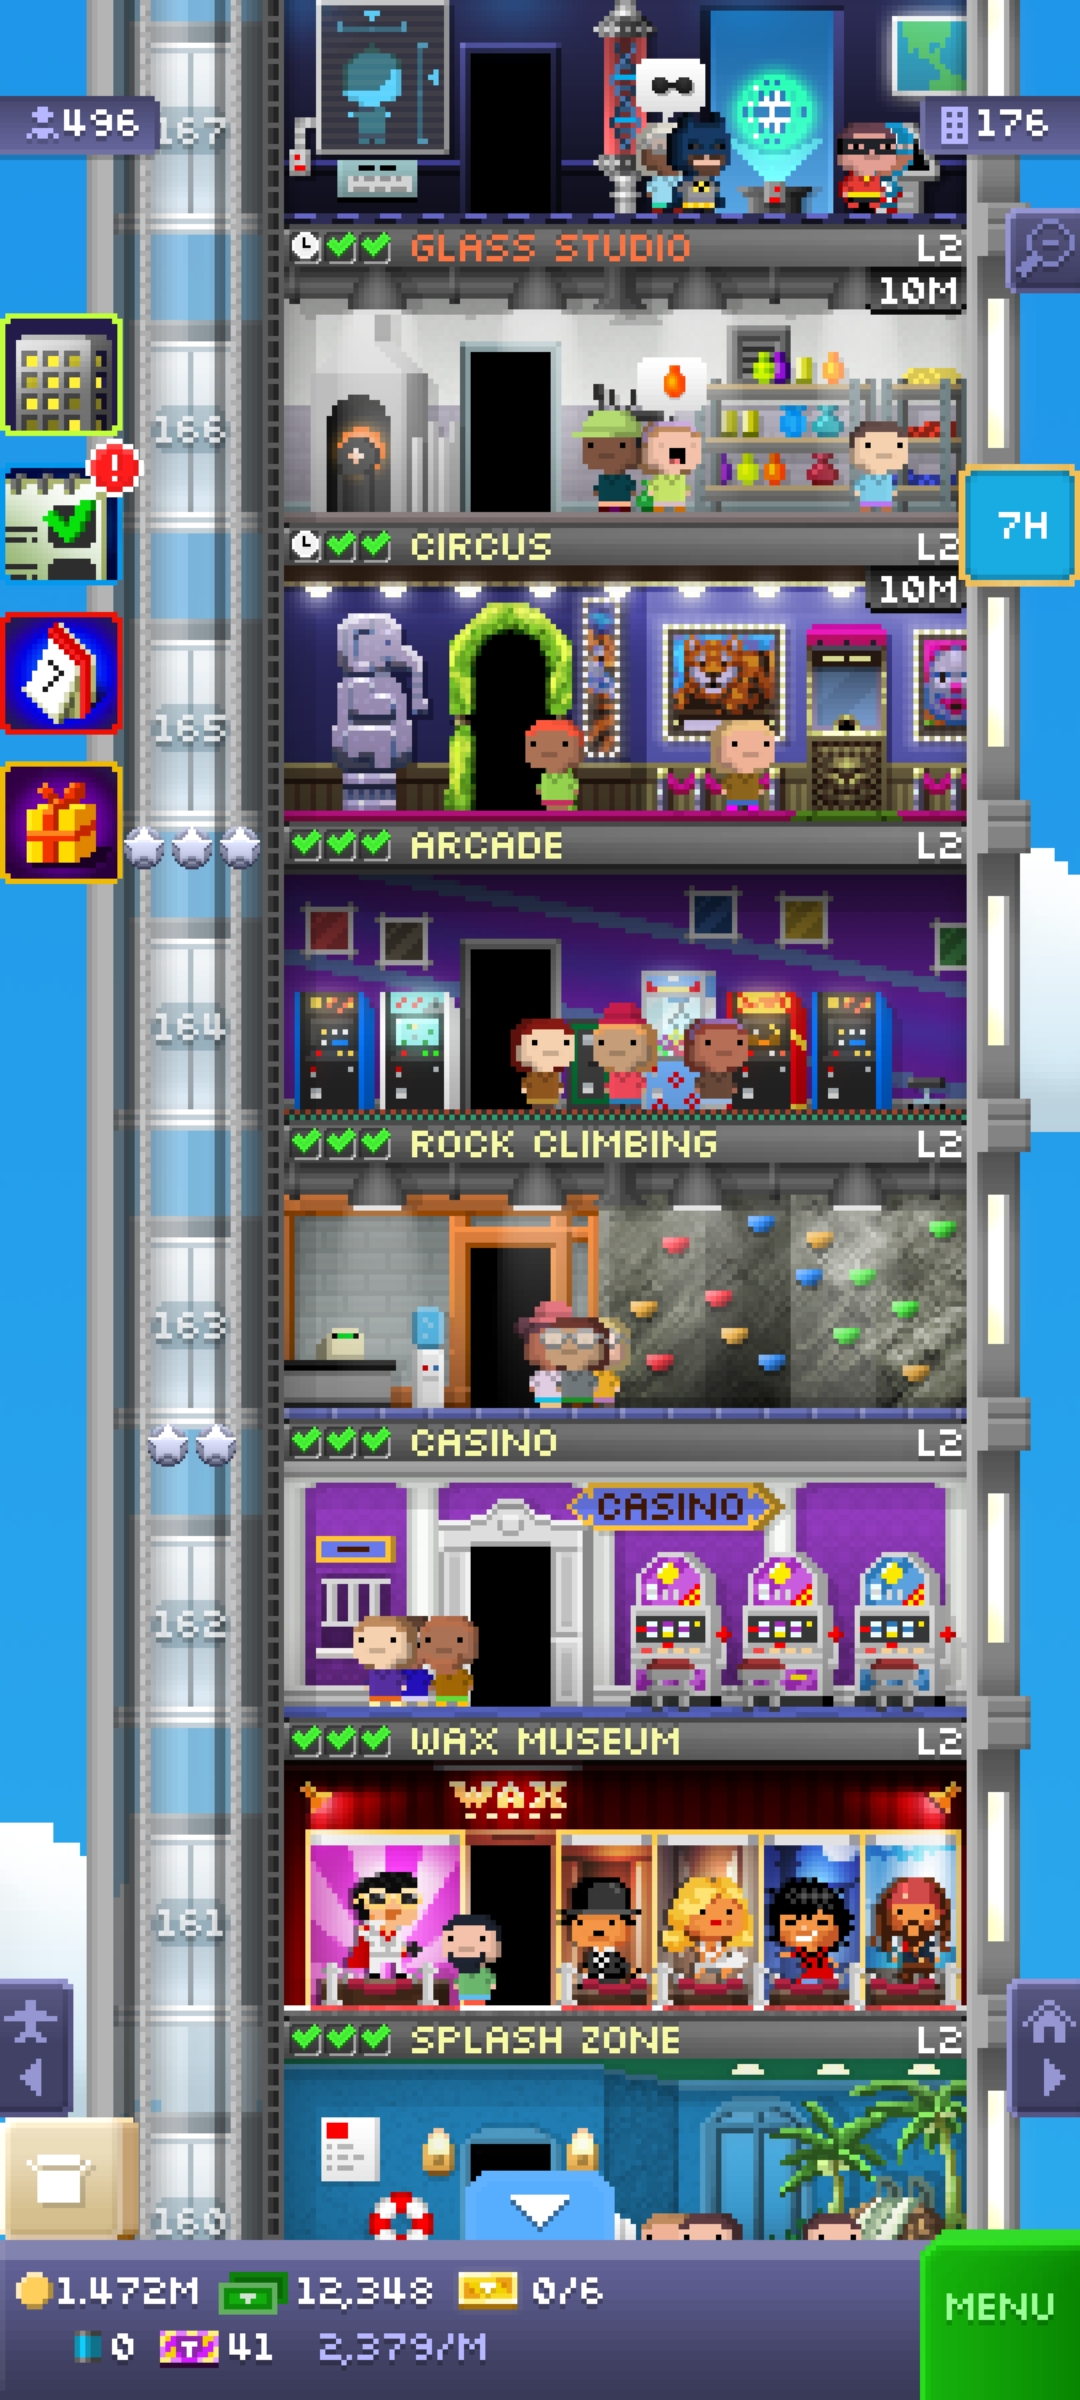 496
167
176
GLASS STUDIO L2
10M
166
7H
CIRCUS L2
10M
165
ARCADE L2
164
ROCK CLIMBING L2
163
CASINO L2
CASINO
162
WAX MUSEUM L2
WAX
161
SPLASH ZONE L2
160
1.472M 12,348 0/6
MENU
0 41 2,379/M